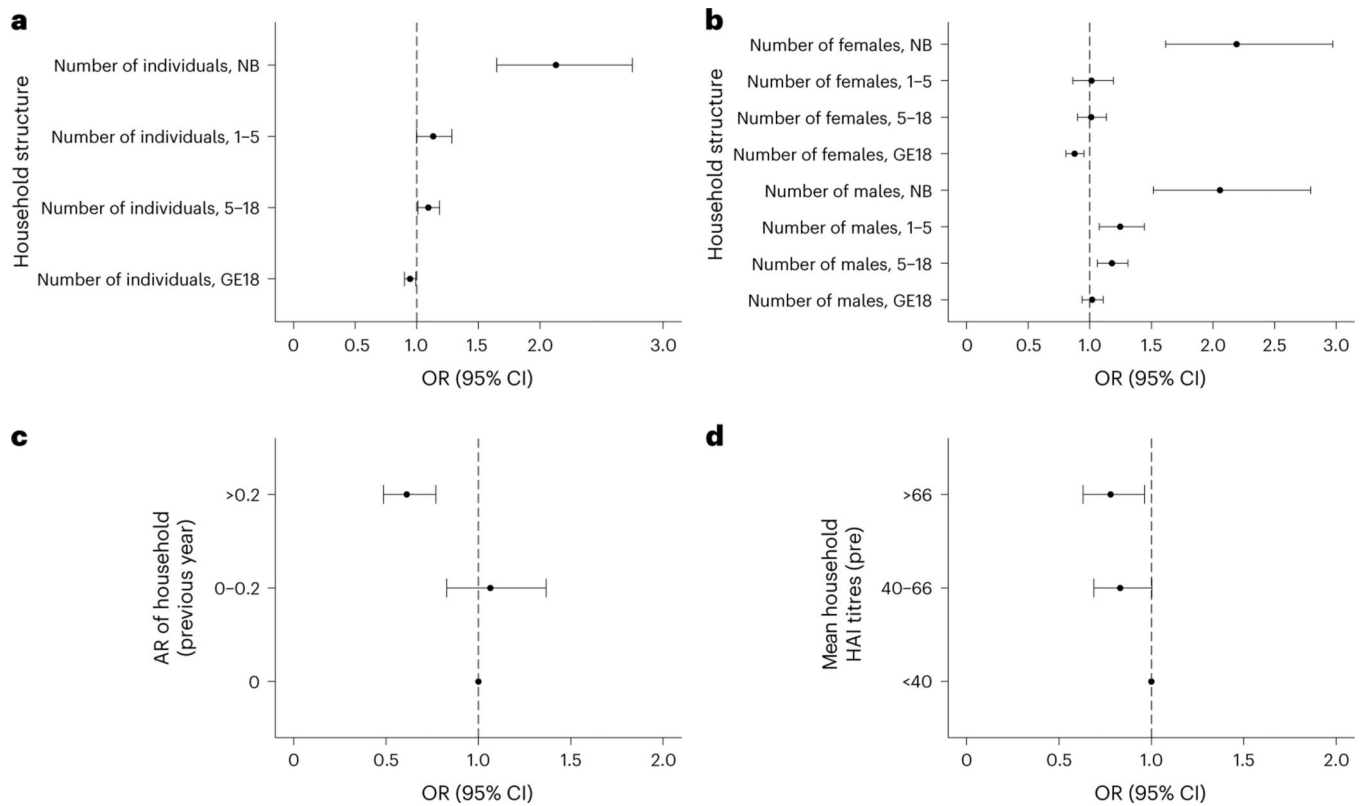 a
Household structure
Number of individuals, NB
Number of individuals, 1–5
Number of individuals, 5–18
Number of individuals, GE18
0 0.5 1.0 1.5 2.0 3.0
OR (95% CI)
b
Household structure
Number of females, NB
Number of females, 1–5
Number of females, 5–18
Number of females, GE18
Number of males, NB
Number of males, 1–5
Number of males, 5–18
Number of males, GE18
0 0.5 1.0 1.5 2.0 2.5 3.0
OR (95% CI)
c
AR of household
(previous year)
>0.2
0–0.2
0
0 0.5 1.0 1.5 2.0
OR (95% CI)
d
Mean household
HAI titres (pre)
>66
40–66
<40
0 0.5 1.0 1.5 2.0
OR (95% CI)